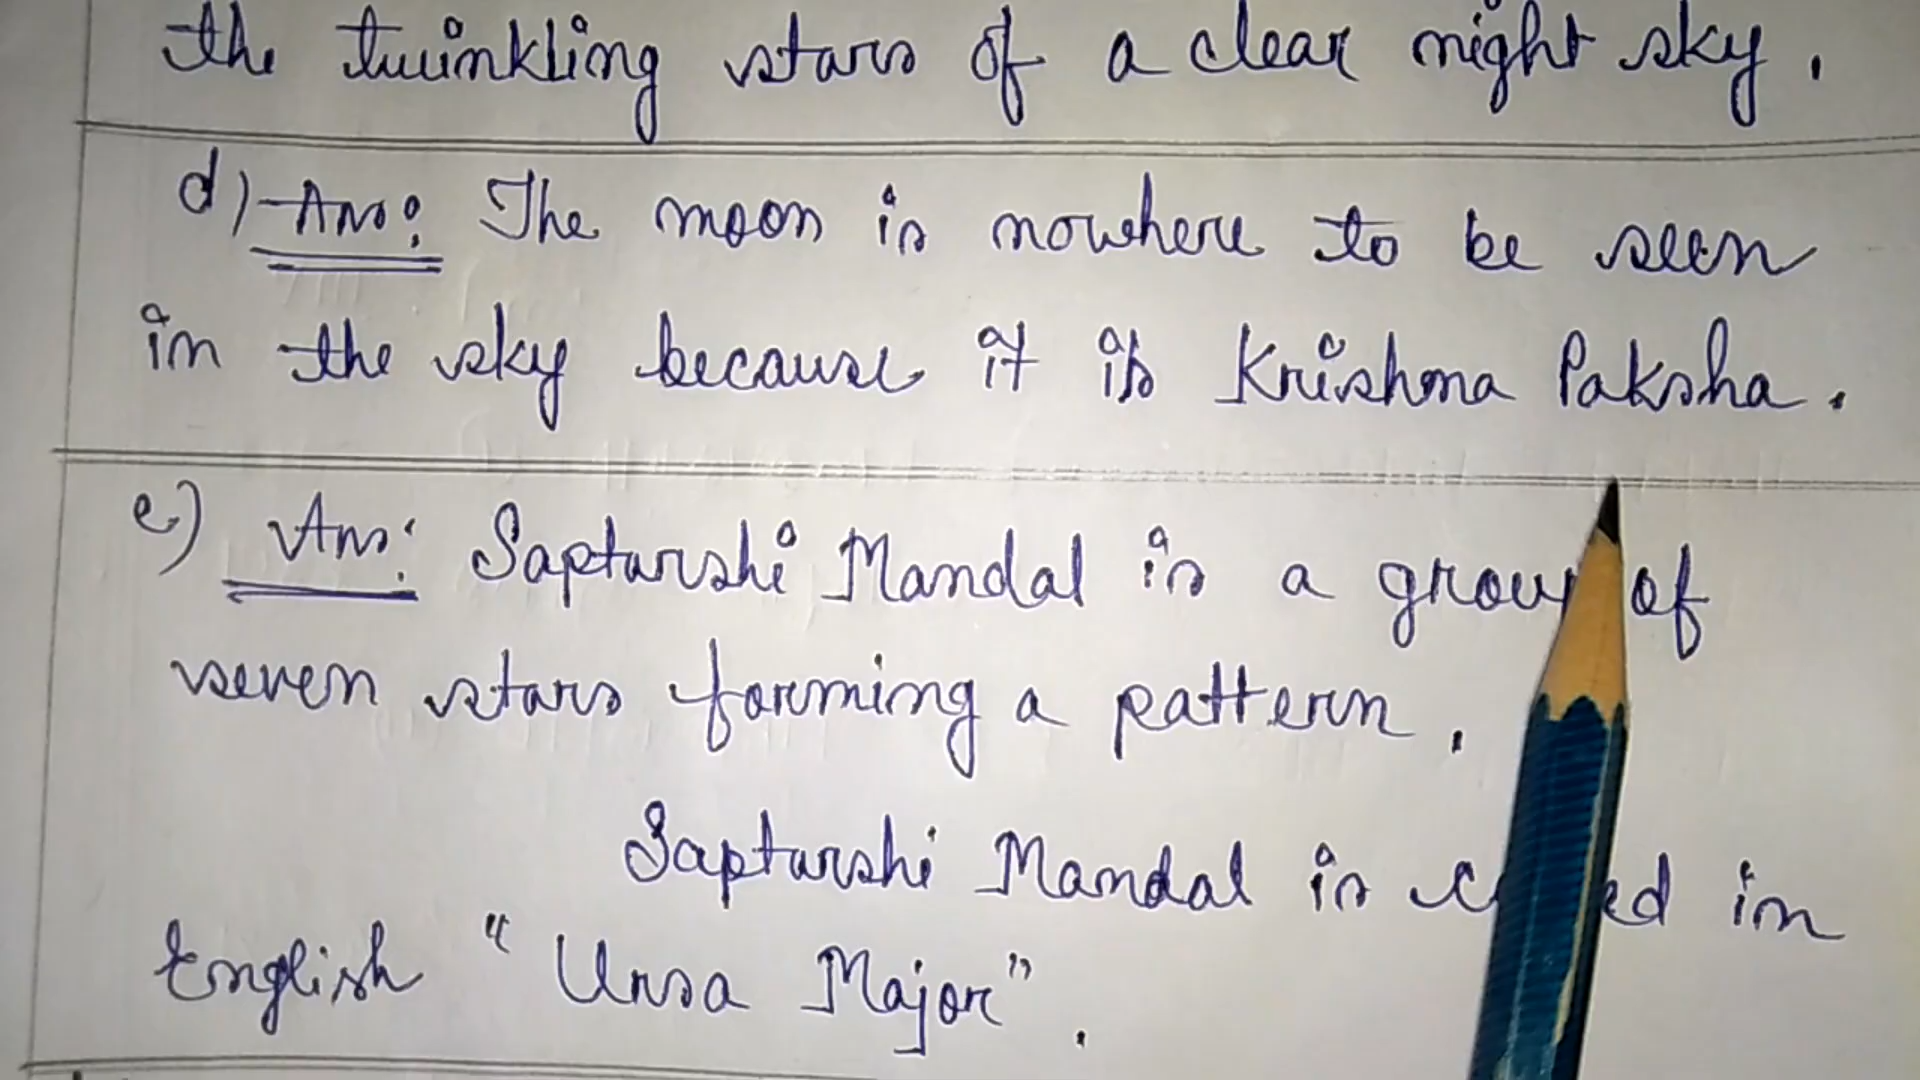 the twinkling stars of a clear night sky.
d) Ans: The moon is nowhere to be seen
in the sky because it is Krishna Paksha.
e) Ans: Saptarshi Mandal is a group of
seven stars forming a pattern.
Saptarshi Mandal is in
English "Ursa Major".